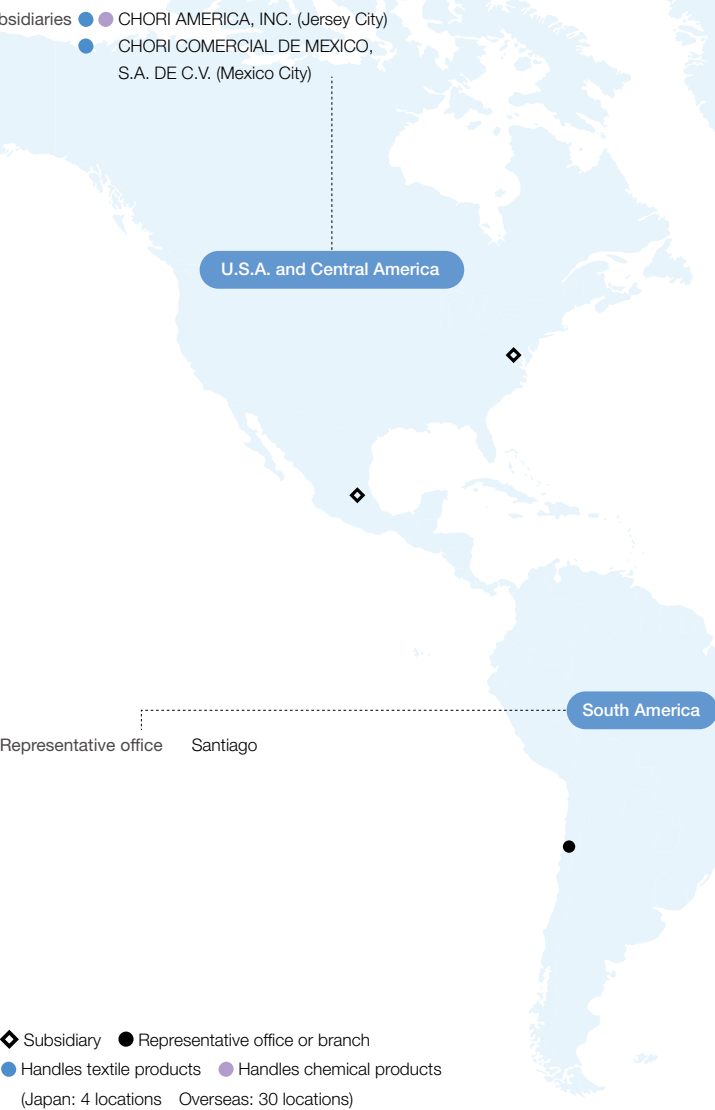 bsidiaries CHORI AMERICA, INC. (Jersey City)
CHORI COMERCIAL DE MEXICO,
S.A. DE C.V. (Mexico City)
U.S.A. and Central America
South America
Representative office Santiago
Subsidiary Representative office or branch
Handles textile products Handles chemical products
(Japan: 4 locations Overseas: 30 locations)